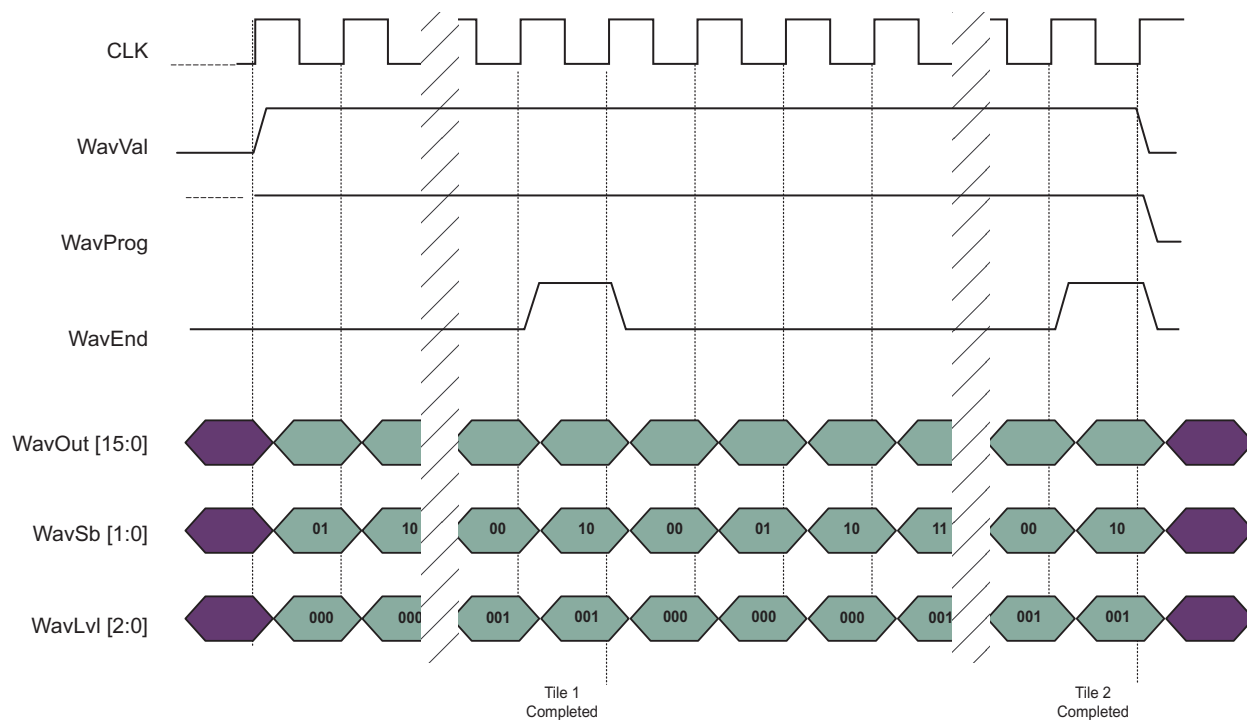 CLK
WavVal
WavProg
WavEnd
WavOut [15:0]
WavSb [1:0]
01 10 00 10 00 01 10 11 00 10
WavLvl [2:0]
000 000 001 001 000 000 000 001 001 001
Tile 1
Completed
Tile 2
Completed